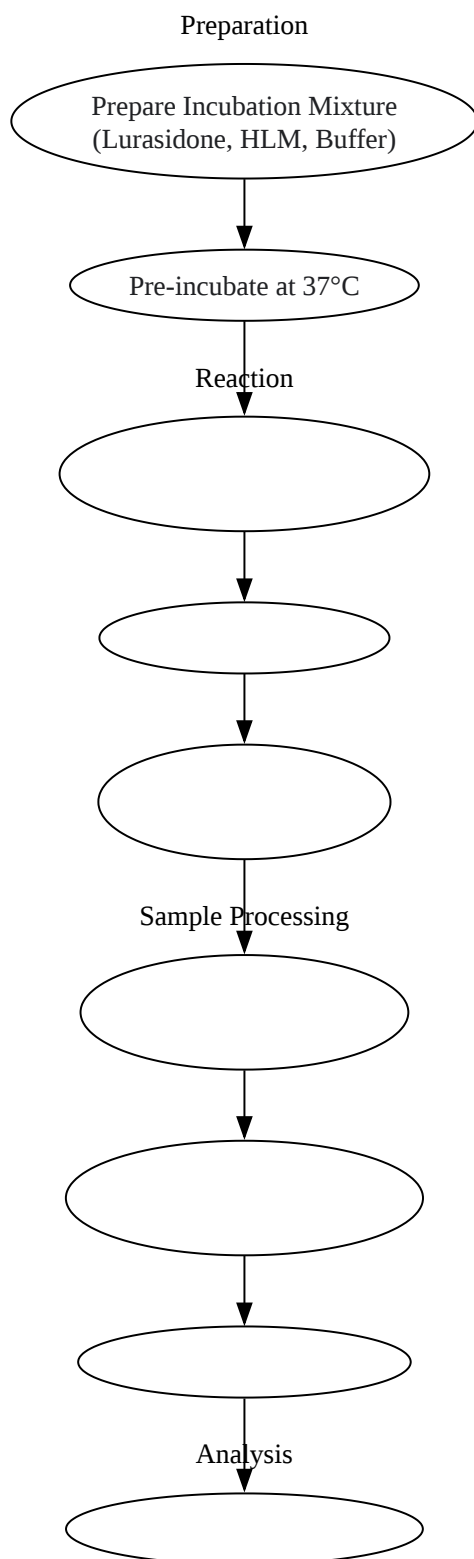 Preparation
Prepare Incubation Mixture
(Lurasidone, HLM, Buffer)
Pre-incubate at 37°C
Reaction
Sample Processing
Analysis